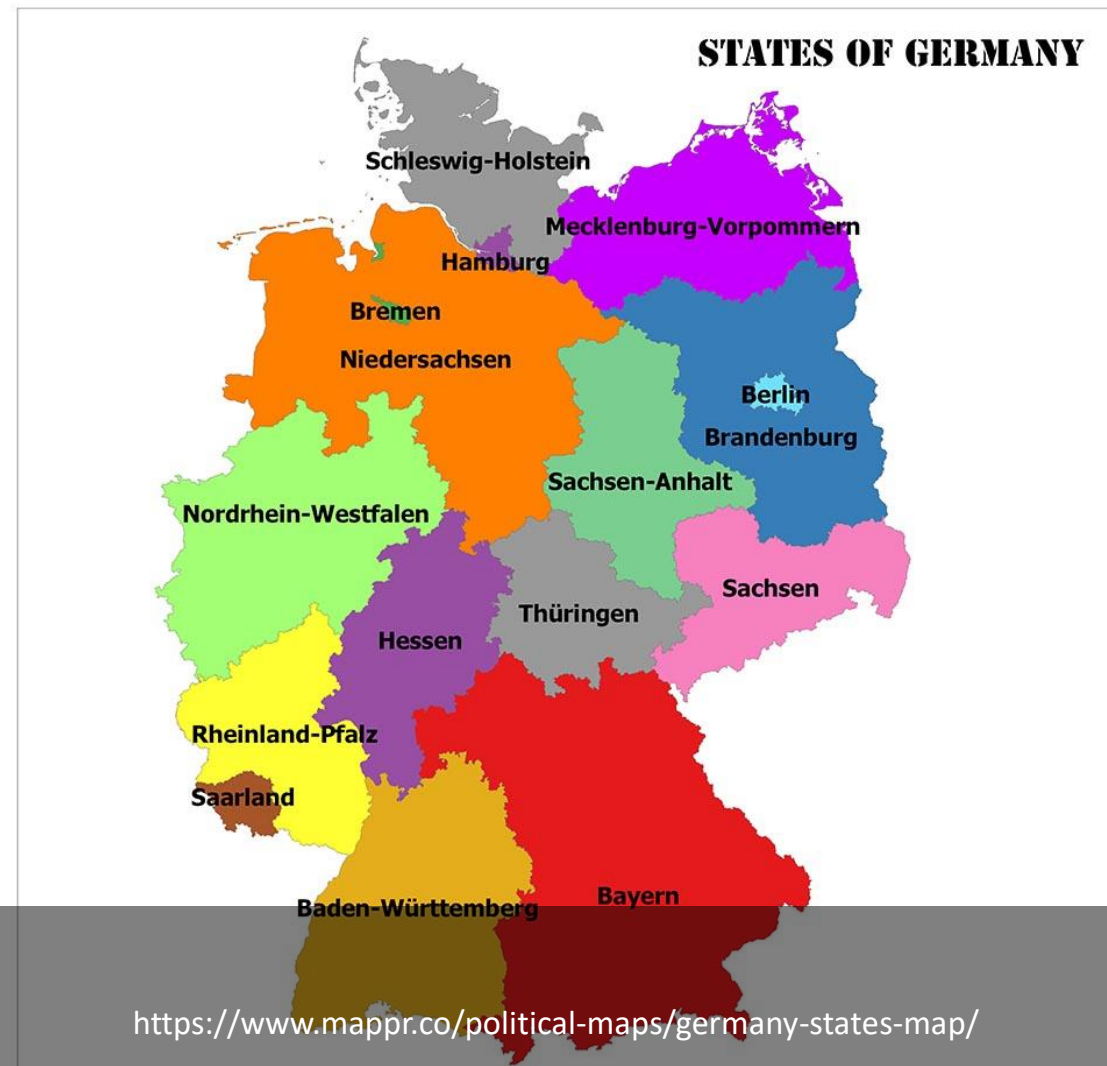 STATES OF GERMANY
Schleswig-Holstein
Mecklenburg-Vorpommern
Hamburg
Bremen
Niedersachsen
Berlin
Brandenburg
Sachsen-Anhalt
Nordrhein-Westfalen
Sachsen
Thüringen
Hessen
Rheinland-Pfalz
Saarland
Bayern
Baden-Württemberg
https://www.mappr.co/political-maps/germany-states-map/